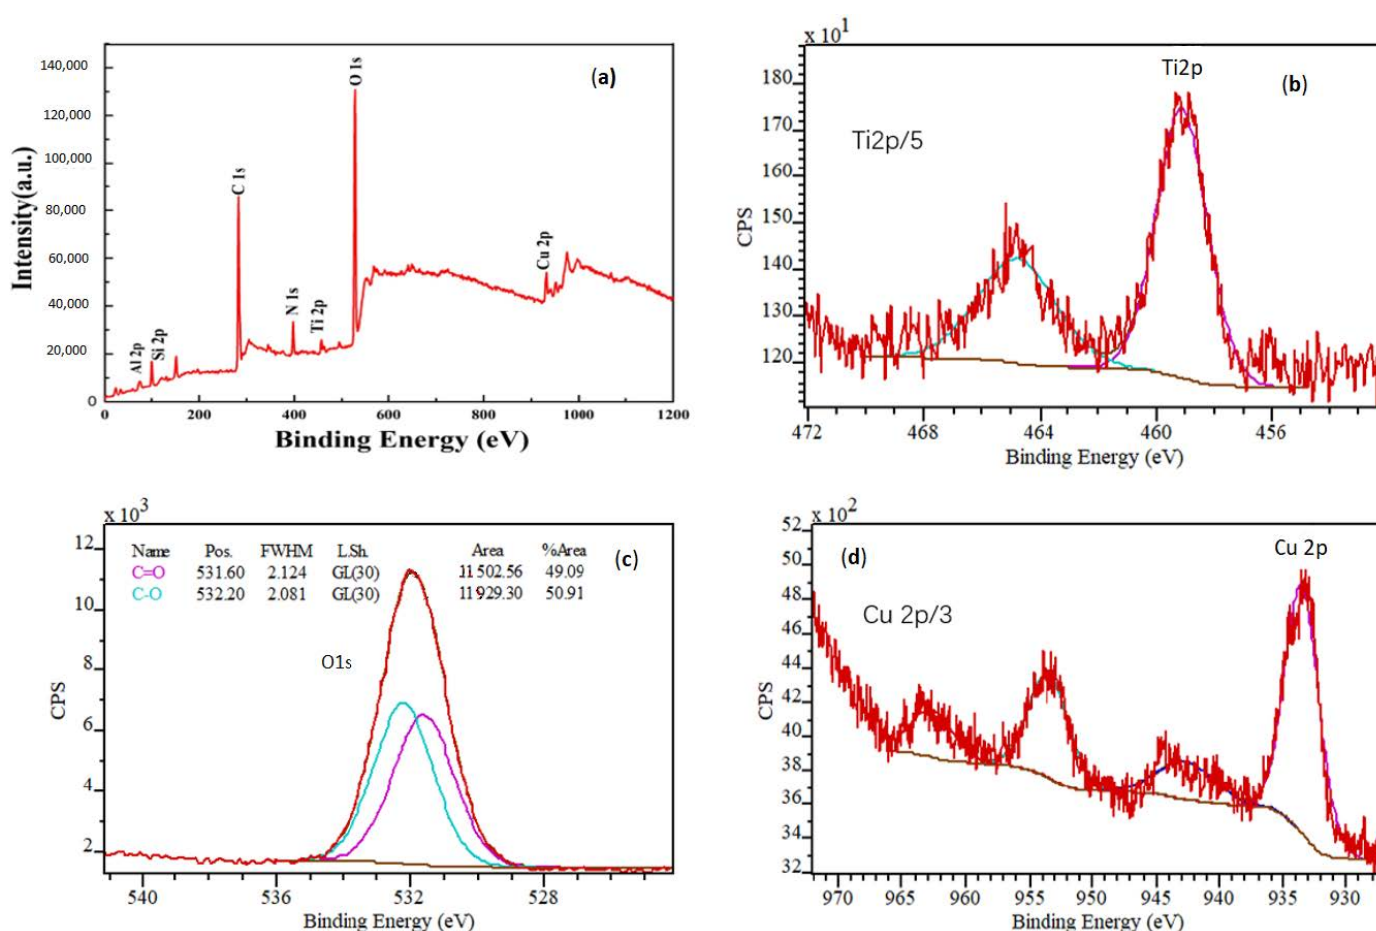 (a)
140,000
120,000
100,000
80,000
60,000
40,000
20,000
0
Intensity(a.u.)
Al 2p
Si 2p
C 1s
N 1s
Ti 2p
O 1s
Cu 2p
0 200 400 600 800 1000 1200
Binding Energy (eV)
x 10¹
Ti2p
(b)
Ti2p/5
180
170
160
150
140
130
120
CPS
472 468 464 460 456
Binding Energy (eV)
x 10³
Name Pos. FWHM L.Sh. Area %Area
C=O 531.60 2.124 GL(30) 11502.56 49.09
C-O 532.20 2.081 GL(30) 11929.30 50.91
(c)
O1s
12
10
8
6
4
2
CPS
540 536 532 528
Binding Energy (eV)
x 10²
(d)
Cu 2p
Cu 2p/3
52
50
48
46
44
42
40
38
36
34
32
CPS
970 965 960 955 950 945 940 935 930
Binding Energy (eV)